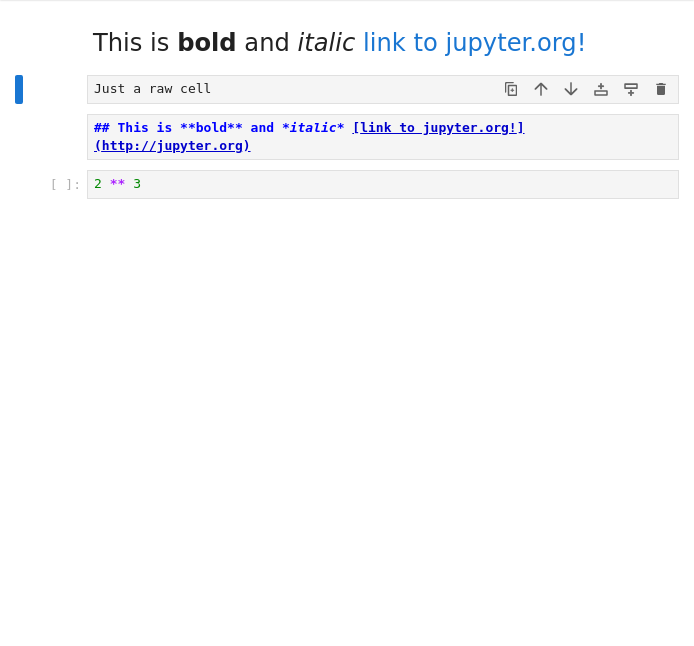 This is bold and italic link to jupyter.org!
Just a raw cell
## This is **bold** and *italic* [link to jupyter.org!]
(http://jupyter.org)
[ ]: 2 ** 3